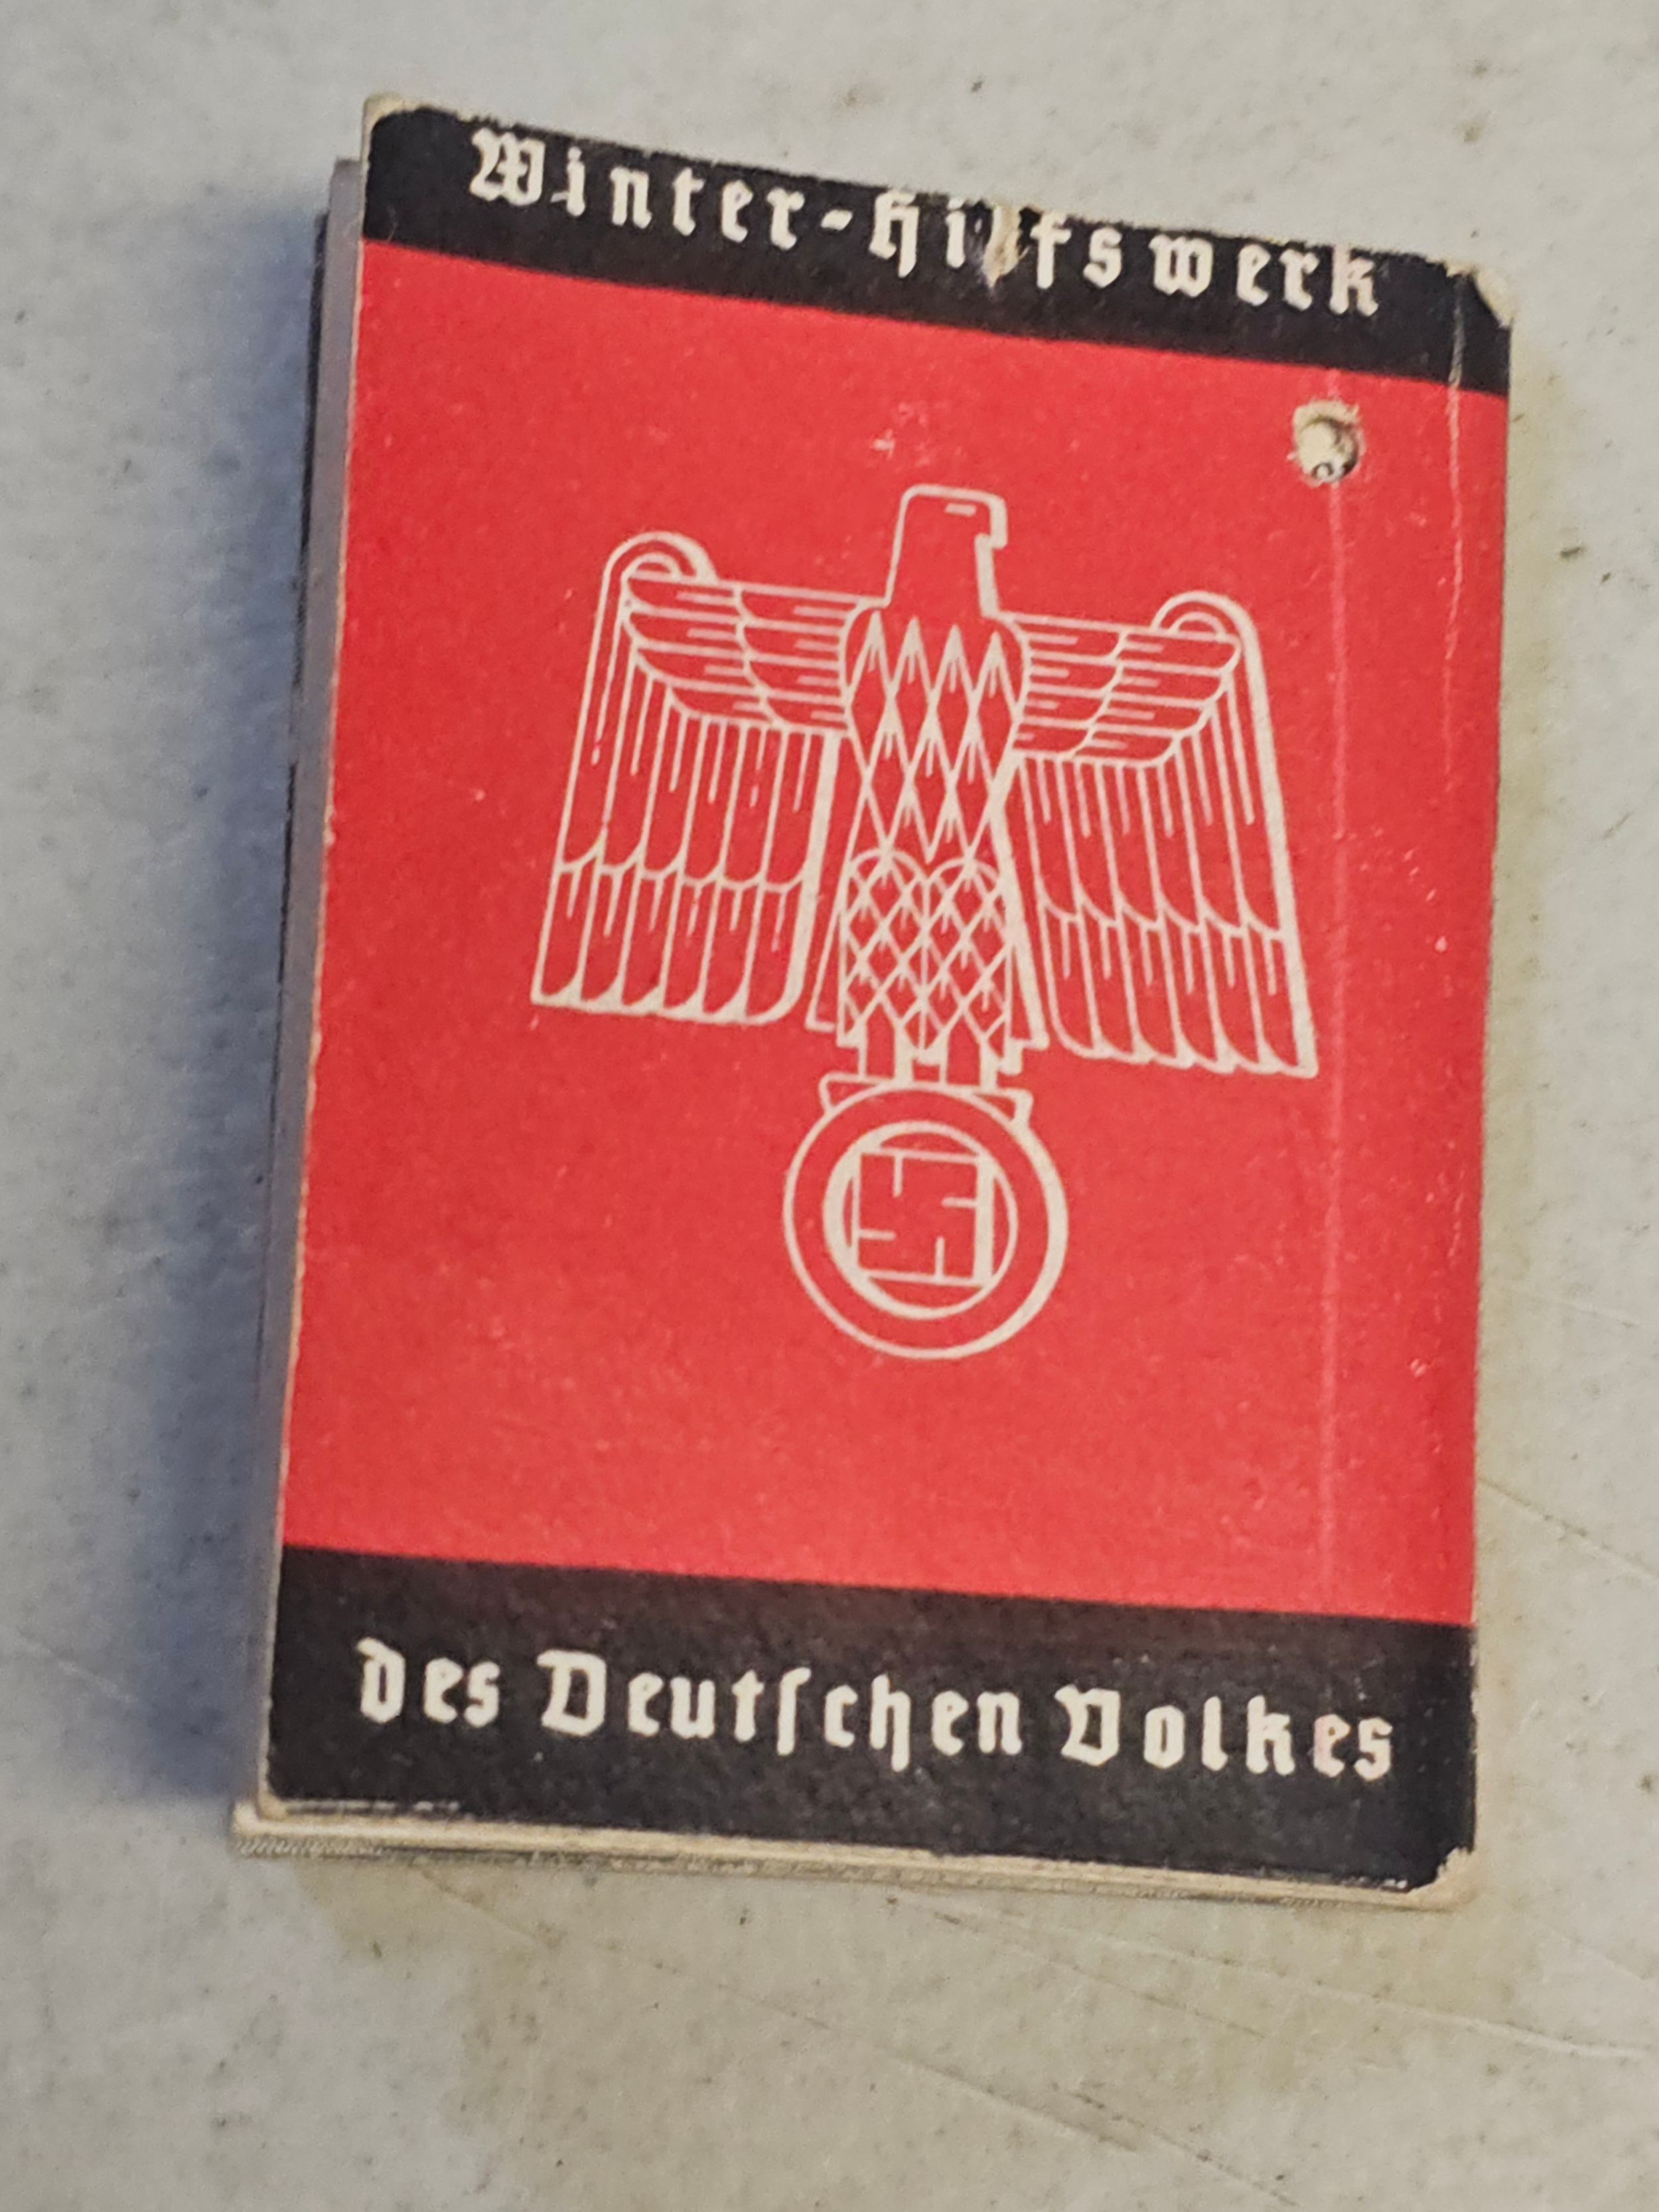 Winter-Hilfswerk
des Deutſchen Volkes